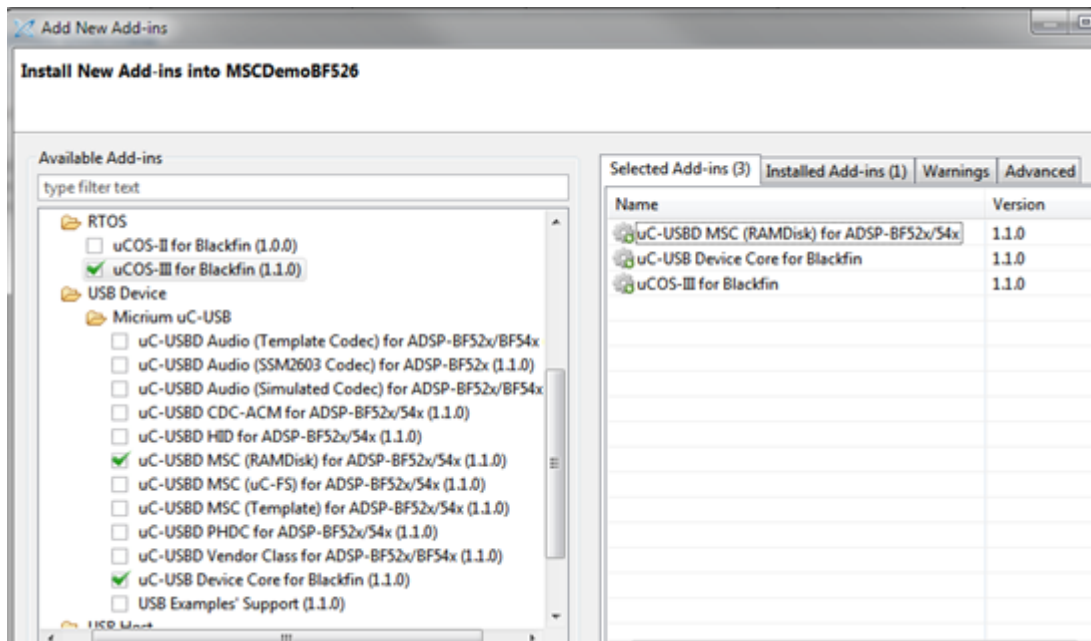 Add New Add-ins
Install New Add-ins into MSCDemoBF526
Available Add-ins
type filter text
RTOS
uCOS-II for Blackfin (1.0.0)
uCOS-III for Blackfin (1.1.0)
USB Device
Micrium uC-USB
uC-USBD Audio (Template Codec) for ADSP-BF52x/BF54x
uC-USBD Audio (SSM2603 Codec) for ADSP-BF52x (1.1.0)
uC-USBD Audio (Simulated Codec) for ADSP-BF52x/BF54x
uC-USBD CDC-ACM for ADSP-BF52x/54x (1.1.0)
uC-USBD HID for ADSP-BF52x/54x (1.1.0)
uC-USBD MSC (RAMDisk) for ADSP-BF52x/54x (1.1.0)
uC-USBD MSC (uC-FS) for ADSP-BF52x/54x (1.1.0)
uC-USBD MSC (Template) for ADSP-BF52x/54x (1.1.0)
uC-USBD PHDC for ADSP-BF52x/54x (1.1.0)
uC-USBD Vendor Class for ADSP-BF52x/BF54x (1.1.0)
uC-USB Device Core for Blackfin (1.1.0)
USB Examples' Support (1.1.0)
USB Host
Selected Add-ins (3) Installed Add-ins (1) Warnings Advanced
Name Version
uC-USBD MSC (RAMDisk) for ADSP-BF52x/54x 1.1.0
uC-USB Device Core for Blackfin 1.1.0
uCOS-III for Blackfin 1.1.0